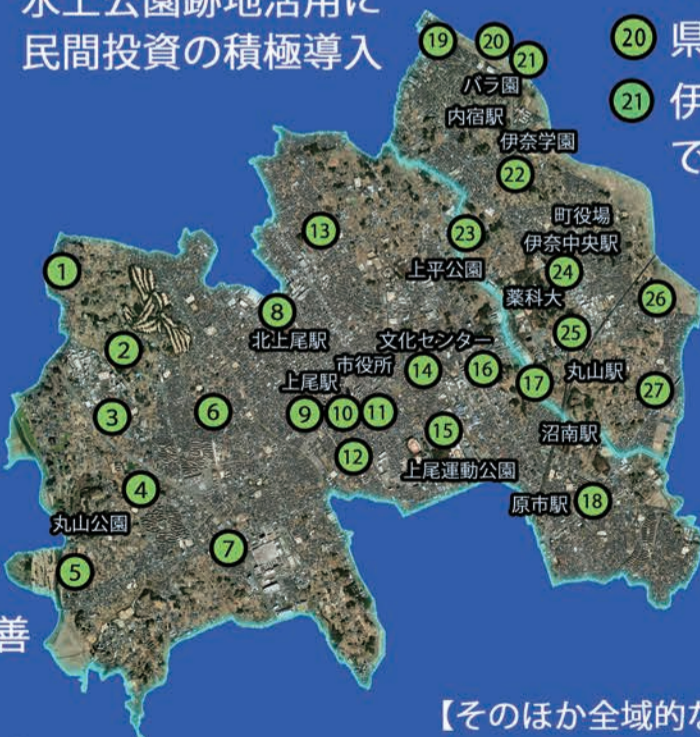 水上公園跡地活用に
民間投資の積極導入
19
20
21
20 県
21 伊
で
バラ園
内宿駅
伊奈学園
22
13
23
町役場
伊奈中央駅
上平公園
24
1
薬科大
26
8
25
北上尾駅
2
文化センター
市役所
14
16
丸山駅
上尾駅
17
27
3
6
9
10
11
15
沼南駅
12
上尾運動公園
4
原市駅
18
丸山公園
7
5
善
【そのほか全域的な